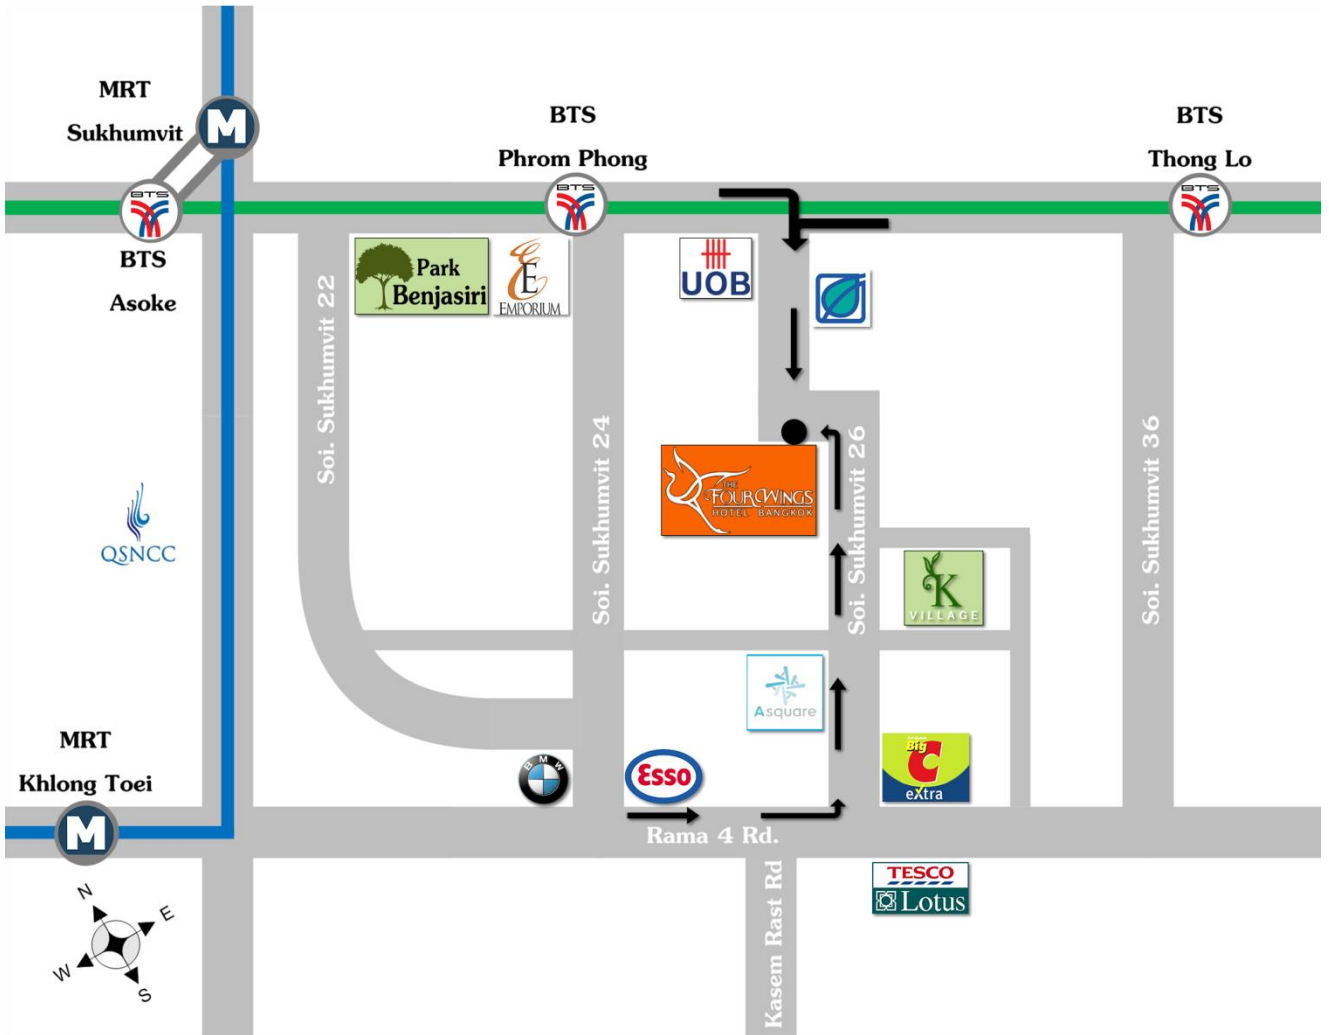 MRT
Sukhumvit
M
BTS
Phrom Phong
BTS
Thong Lo
BTS
BTS
BTS
BTS
Asoke
Park
Benjasiri
E
EMPORIUM
UOB
Soi. Sukhumvit 22
Soi. Sukhumvit 24
Soi. Sukhumvit 26
Soi. Sukhumvit 36
THE
FOURWINGS
HOTEL BANGKOK
QSNCC
K
VILLAGE
Asquare
MRT
Khlong Toei
M
BMW
Esso
Big
C
eXtra
Rama 4 Rd.
Kasem Rast Rd
TESCO
Lotus
N
E
W
S